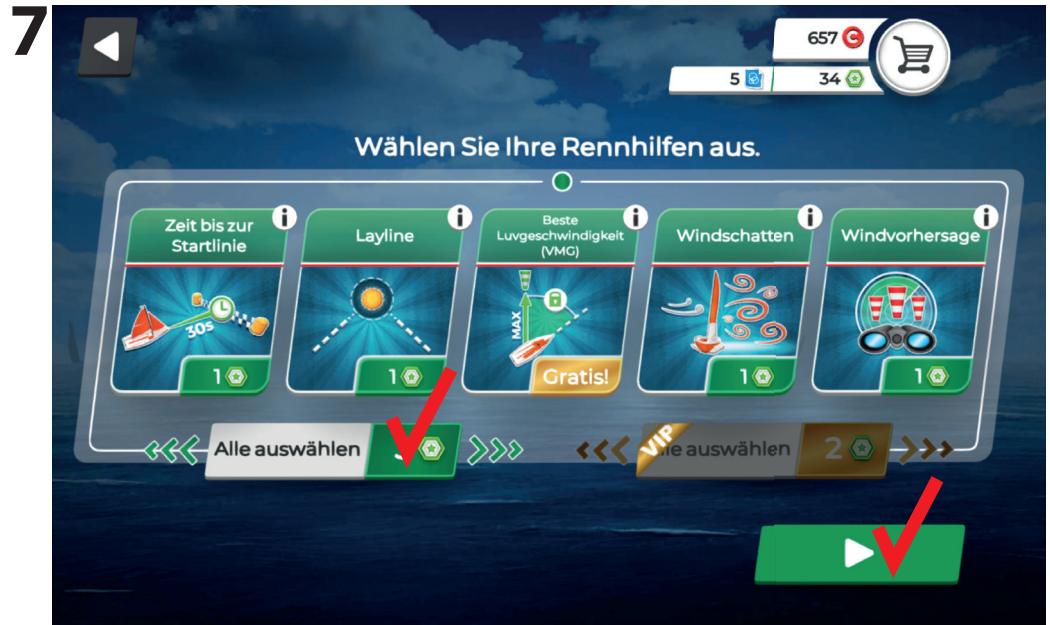 7
657
5 34
Wählen Sie Ihre Rennhilfen aus.
Zeit bis zur
Startlinie
30s
1
Layline
1
Beste
Luvgeschwindigkeit
(VMG)
MAX
Gratis!
Windschatten
1
Windvorhersage
1
Alle auswählen
VIP
auswählen 2